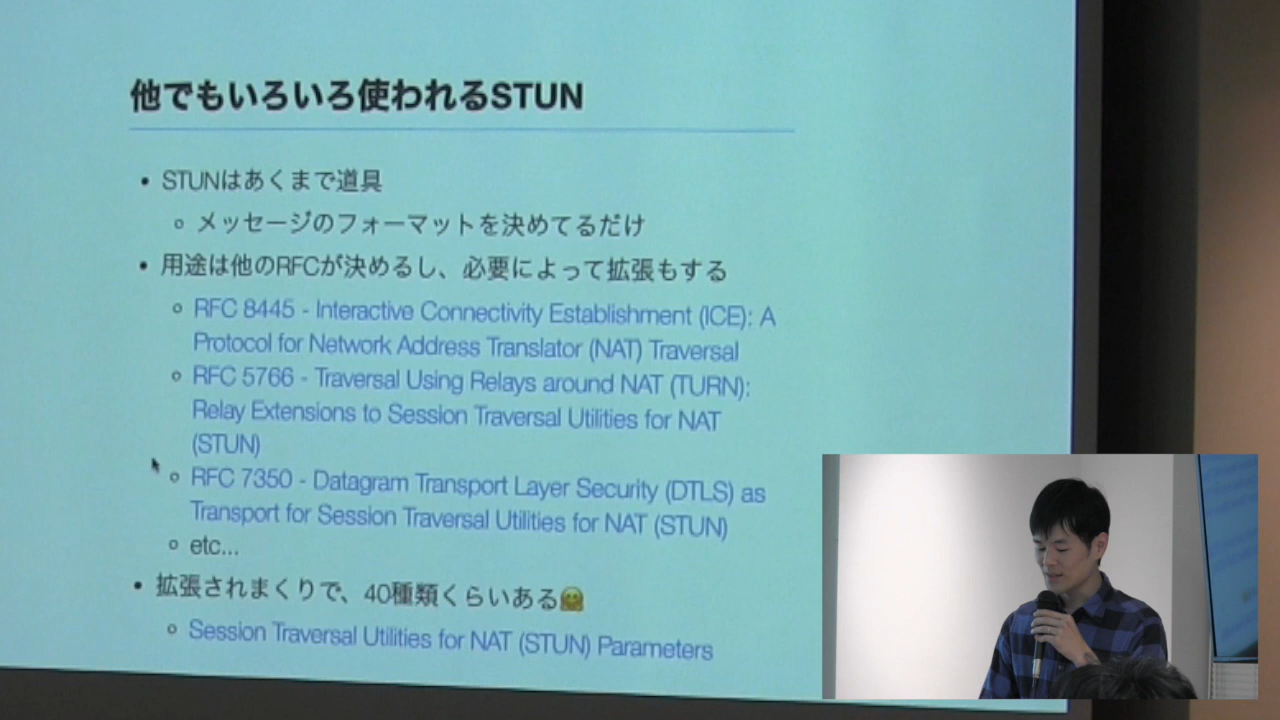 他でもいろいろ使われるSTUN
• STUNはあくまで道具
◦ メッセージのフォーマットを決めてるだけ
• 用途は他のRFCが決めるし、必要によって拡張もする
◦ RFC 8445 - Interactive Connectivity Establishment (ICE): A
Protocol for Network Address Translator (NAT) Traversal
◦ RFC 5766 - Traversal Using Relays around NAT (TURN):
Relay Extensions to Session Traversal Utilities for NAT
(STUN)
◦ RFC 7350 - Datagram Transport Layer Security (DTLS) as
Transport for Session Traversal Utilities for NAT (STUN)
◦ etc...
• 拡張されまくりで、40種類くらいある🤗
◦ Session Traversal Utilities for NAT (STUN) Parameters